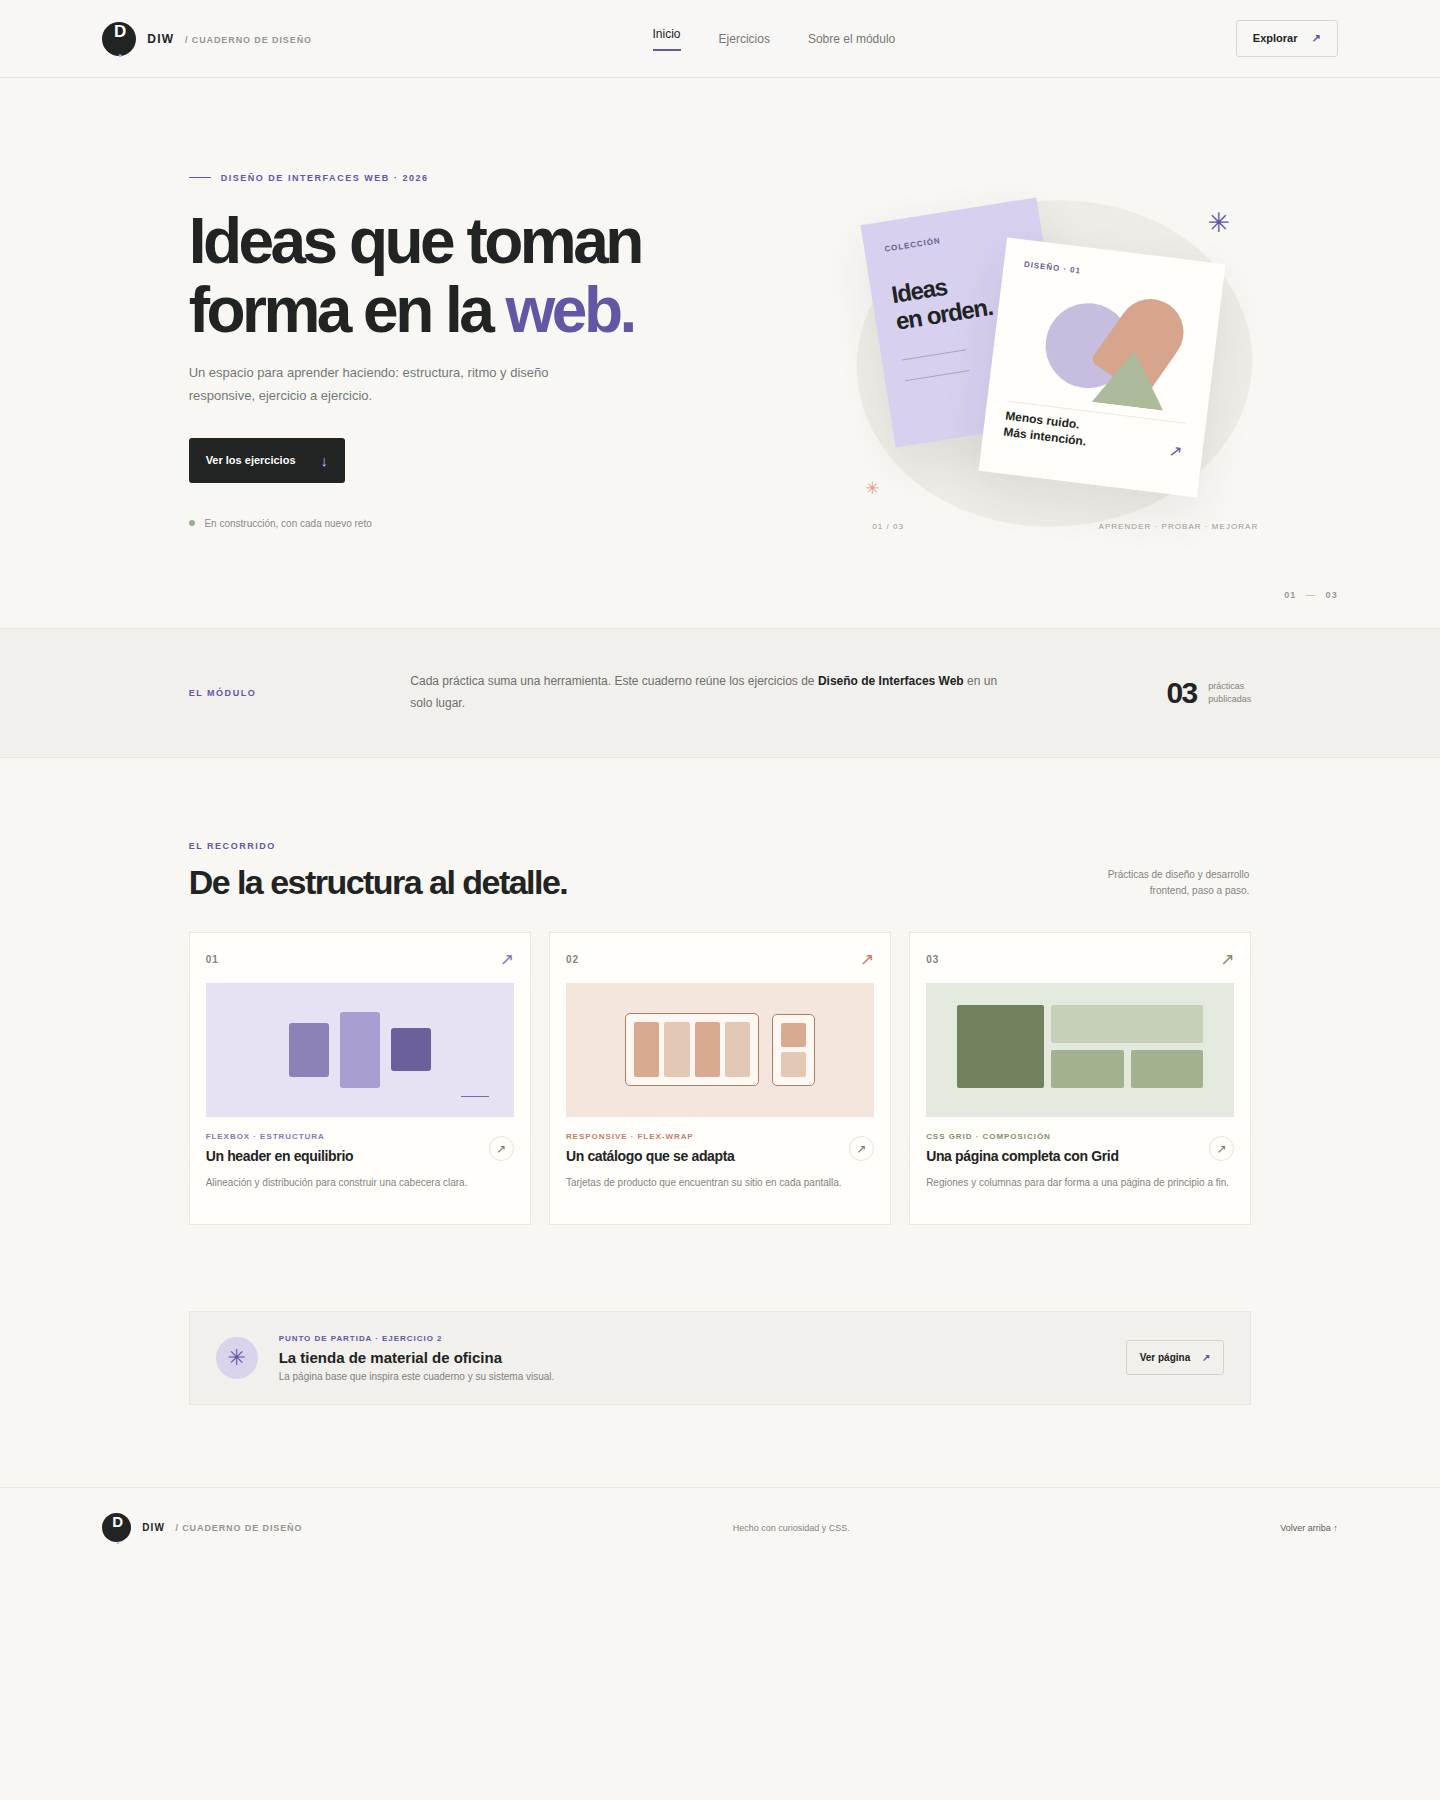 D
DIW / CUADERNO DE DISEÑO
Inicio
Ejercicios
Sobre el módulo
Explorar ↗
DISEÑO DE INTERFACES WEB · 2026
Ideas que toman
forma en la web.
Un espacio para aprender haciendo: estructura, ritmo y diseño
responsive, ejercicio a ejercicio.
Ver los ejercicios ↓
En construcción, con cada nuevo reto
COLECCIÓN
Ideas
en orden.
DISEÑO · 01
Menos ruido.
Más intención.
↗
01 / 03
APRENDER · PROBAR · MEJORAR
01 — 03
EL MÓDULO
Cada práctica suma una herramienta. Este cuaderno reúne los ejercicios de Diseño de Interfaces Web en un
solo lugar.
03
prácticas
publicadas
EL RECORRIDO
De la estructura al detalle.
Prácticas de diseño y desarrollo
frontend, paso a paso.
01 ↗
FLEXBOX · ESTRUCTURA
Un header en equilibrio ↗
Alineación y distribución para construir una cabecera clara.
02 ↗
RESPONSIVE · FLEX-WRAP
Un catálogo que se adapta ↗
Tarjetas de producto que encuentran su sitio en cada pantalla.
03 ↗
CSS GRID · COMPOSICIÓN
Una página completa con Grid ↗
Regiones y columnas para dar forma a una página de principio a fin.
PUNTO DE PARTIDA · EJERCICIO 2
La tienda de material de oficina
La página base que inspira este cuaderno y su sistema visual.
Ver página ↗
D
DIW / CUADERNO DE DISEÑO
Hecho con curiosidad y CSS.
Volver arriba ↑